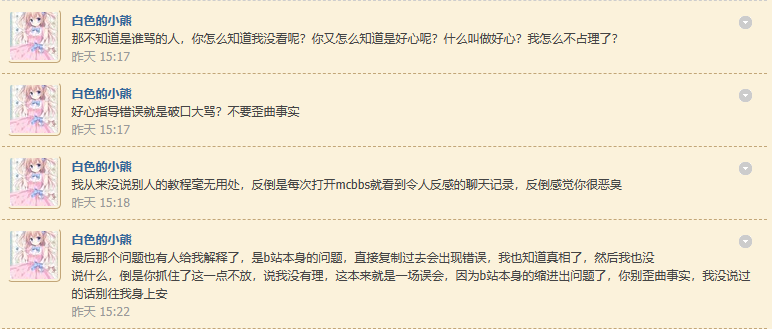 白色的小熊
那不知道是谁骂的人，你怎么知道我没看呢？你又怎么知道是好心呢？什么叫做好心？我怎么不占理了？
昨天 15:17
白色的小熊
好心指导错误就是破口大骂？不要歪曲事实
昨天 15:17
白色的小熊
我从来没说别人的教程毫无用处，反倒是每次打开mcbbs就看到令人反感的聊天记录，反倒感觉你很恶臭
昨天 15:18
白色的小熊
最后那个问题也有人给我解释了，是b站本身的问题，直接复制过去会出现错误，我也知道真相了，然后我也没
说什么，倒是你抓住了这一点不放，说我没有理，这本来就是一场误会，因为b站本身的缩进出问题了，你别歪曲事实，我没说过
的话别往我身上安
昨天 15:22